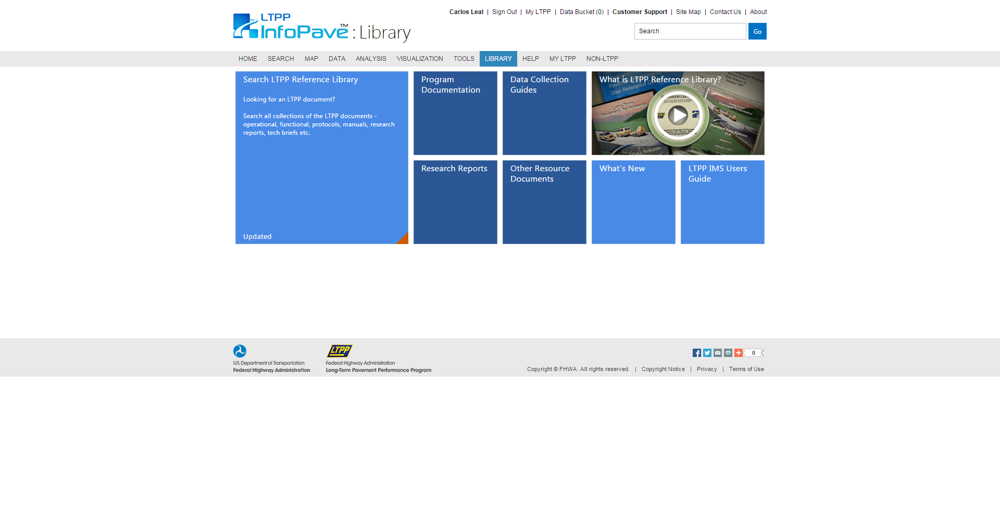 Carlos Leal | Sign Out | My LTPP | Data Bucket (0) | Customer Support | Site Map | Contact Us | About
LTPP
InfoPave™ : Library
Search
Go
HOME SEARCH MAP DATA ANALYSIS VISUALIZATION TOOLS LIBRARY HELP MY LTPP NON-LTPP
Search LTPP Reference Library
Looking for an LTPP document?
Search all collections of the LTPP documents -
operational, functional, protocols, manuals, research
reports, tech briefs etc.
Updated
Program
Documentation
Data Collection
Guides
What is LTPP Reference Library?
Long-Term
Pavement Performance
Research Reports
Other Resource
Documents
What's New
LTPP IMS Users
Guide
U.S. Department of Transportation
Federal Highway Administration
LTPP
Federal Highway Administration
Long-Term Pavement Performance Program
0
Copyright © FHWA. All rights reserved. | Copyright Notice | Privacy | Terms of Use